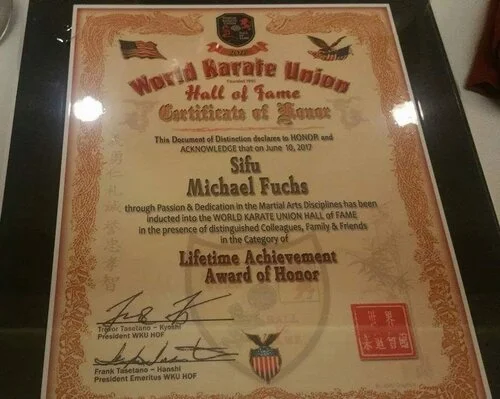 2017
World Karate Union
Hall of Fame
Certificate of Honor
This Document of Distinction declares to HONOR and
ACKNOWLEDGE that on June 10, 2017
Sifu
Michael Fuchs
through Passion & Dedication in the Martial Arts Disciplines has been
inducted into the WORLD KARATE UNION HALL of FAME
in the presence of distinguished Colleagues, Family & Friends
in the Category of
Lifetime Achievement
Award of Honor
Trevor Tasetano ~ Kyoshi
President WKU HOF
Frank Tasetano ~ Hanshi
President Emeritus WKU HOF